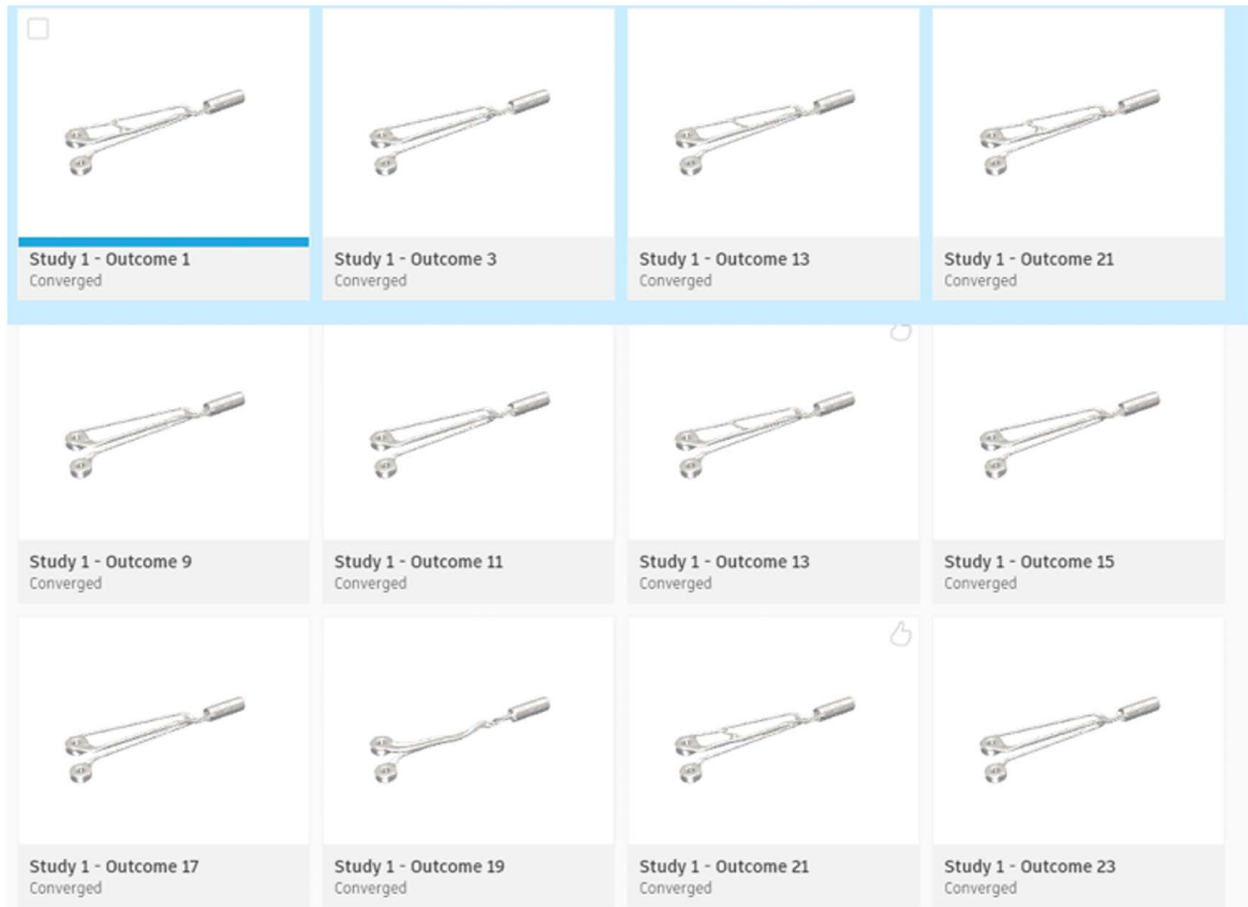 Study 1 - Outcome 1
Converged
Study 1 - Outcome 3
Converged
Study 1 - Outcome 13
Converged
Study 1 - Outcome 21
Converged
Study 1 - Outcome 9
Converged
Study 1 - Outcome 11
Converged
Study 1 - Outcome 13
Converged
Study 1 - Outcome 15
Converged
Study 1 - Outcome 17
Converged
Study 1 - Outcome 19
Converged
Study 1 - Outcome 21
Converged
Study 1 - Outcome 23
Converged